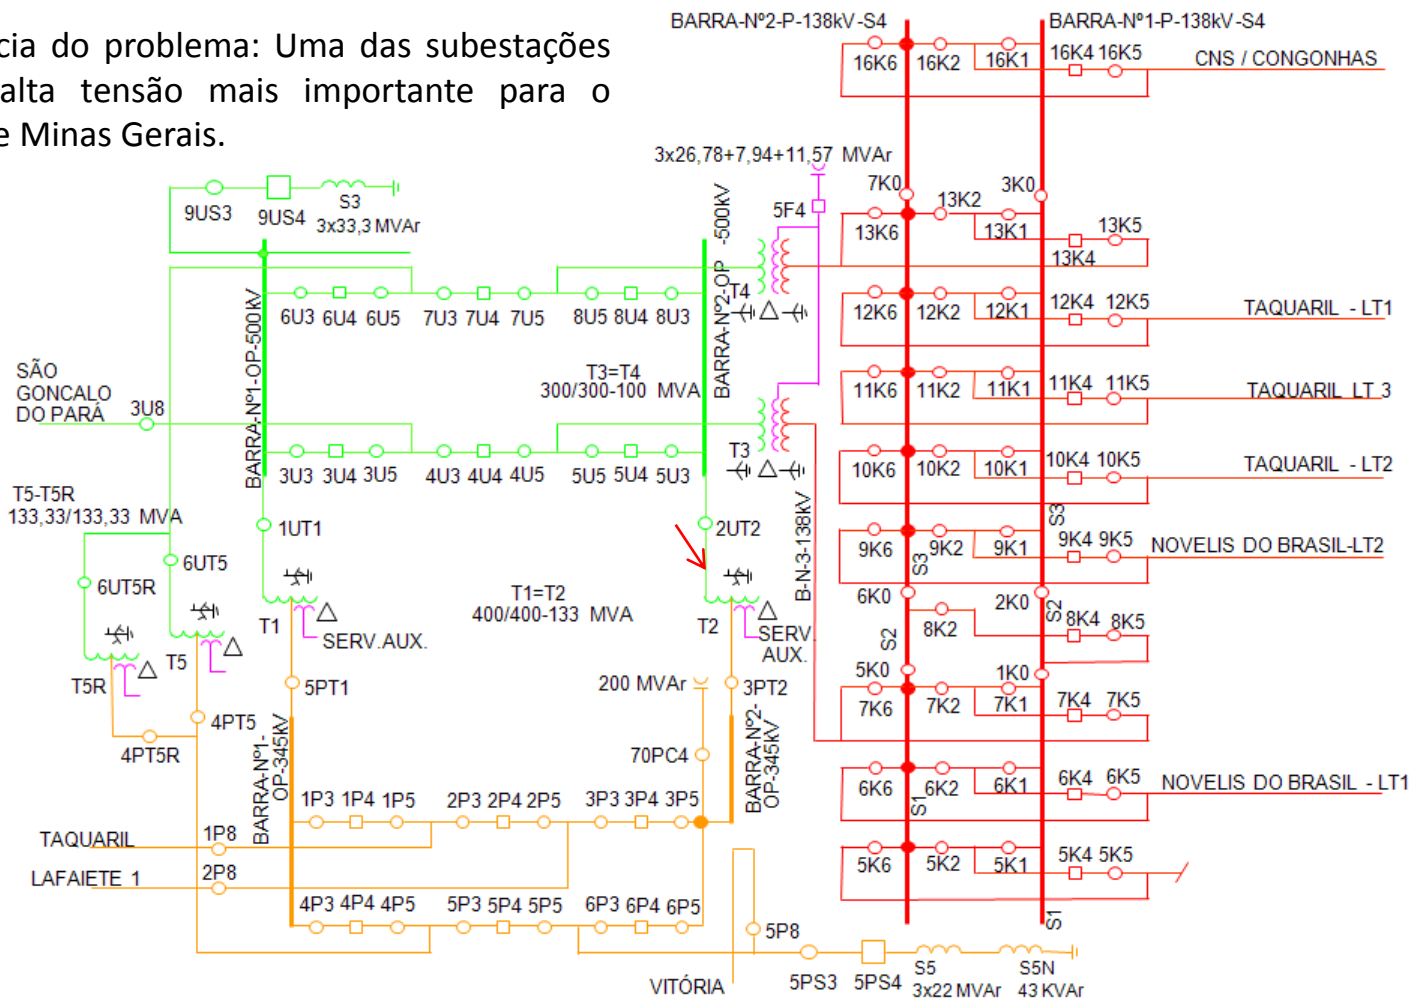 cia do problema: Uma das subestações
alta tensão mais importante para o
e Minas Gerais.
BARRA-Nº2-P-138kV-S4
BARRA-Nº1-P-138kV-S4
16K6 16K2 16K1 16K4 16K5
CNS / CONGONHAS
3x26,78+7,94+11,57 MVAr
9US3 9US4
S3
3x33,3 MVAr
5F4
7K0
3K0
13K6 13K2 13K1 13K4 13K5
BARRA-Nº1-OP-500kV
BARRA-Nº2-OP -500kV
6U3 6U4 6U5 7U3 7U4 7U5 8U5 8U4 8U3
T4
12K6 12K2 12K1 12K4 12K5
TAQUARIL - LT1
SÃO
GONCALO
DO PARÁ
3U8
T3=T4
300/300-100 MVA
11K6 11K2 11K1 11K4 11K5
TAQUARIL LT 3
3U3 3U4 3U5 4U3 4U4 4U5 5U5 5U4 5U3
T3
10K6 10K2 10K1 10K4 10K5
TAQUARIL - LT2
T5-T5R
133,33/133,33 MVA
1UT1
2UT2
B-N-3-138kV
S3
S3
9K6 9K2 9K1 9K4 9K5
NOVELIS DO BRASIL-LT2
6UT5R
6UT5
T1=T2
400/400-133 MVA
6K0
2K0
S2
S2
8K2 8K4 8K5
T1
SERV.AUX.
T2
SERV.
AUX.
T5R
T5
5PT1
200 MVAr
3PT2
5K0
1K0
7K6 7K2 7K1 7K4 7K5
4PT5
4PT5R
BARRA-Nº1-
OP-345kV
70PC4
BARRA-Nº2-
OP-345kV
6K6 6K2 6K1 6K4 6K5
NOVELIS DO BRASIL - LT1
S1
1P3 1P4 1P5 2P3 2P4 2P5 3P3 3P4 3P5
TAQUARIL
1P8
LAFAIETE 1
2P8
5K6 5K2 5K1 5K4 5K5
4P3 4P4 4P5 5P3 5P4 5P5 6P3 6P4 6P5
S1
5P8
VITÓRIA
5PS3 5PS4
S5
3x22 MVAr
S5N
43 KVAr